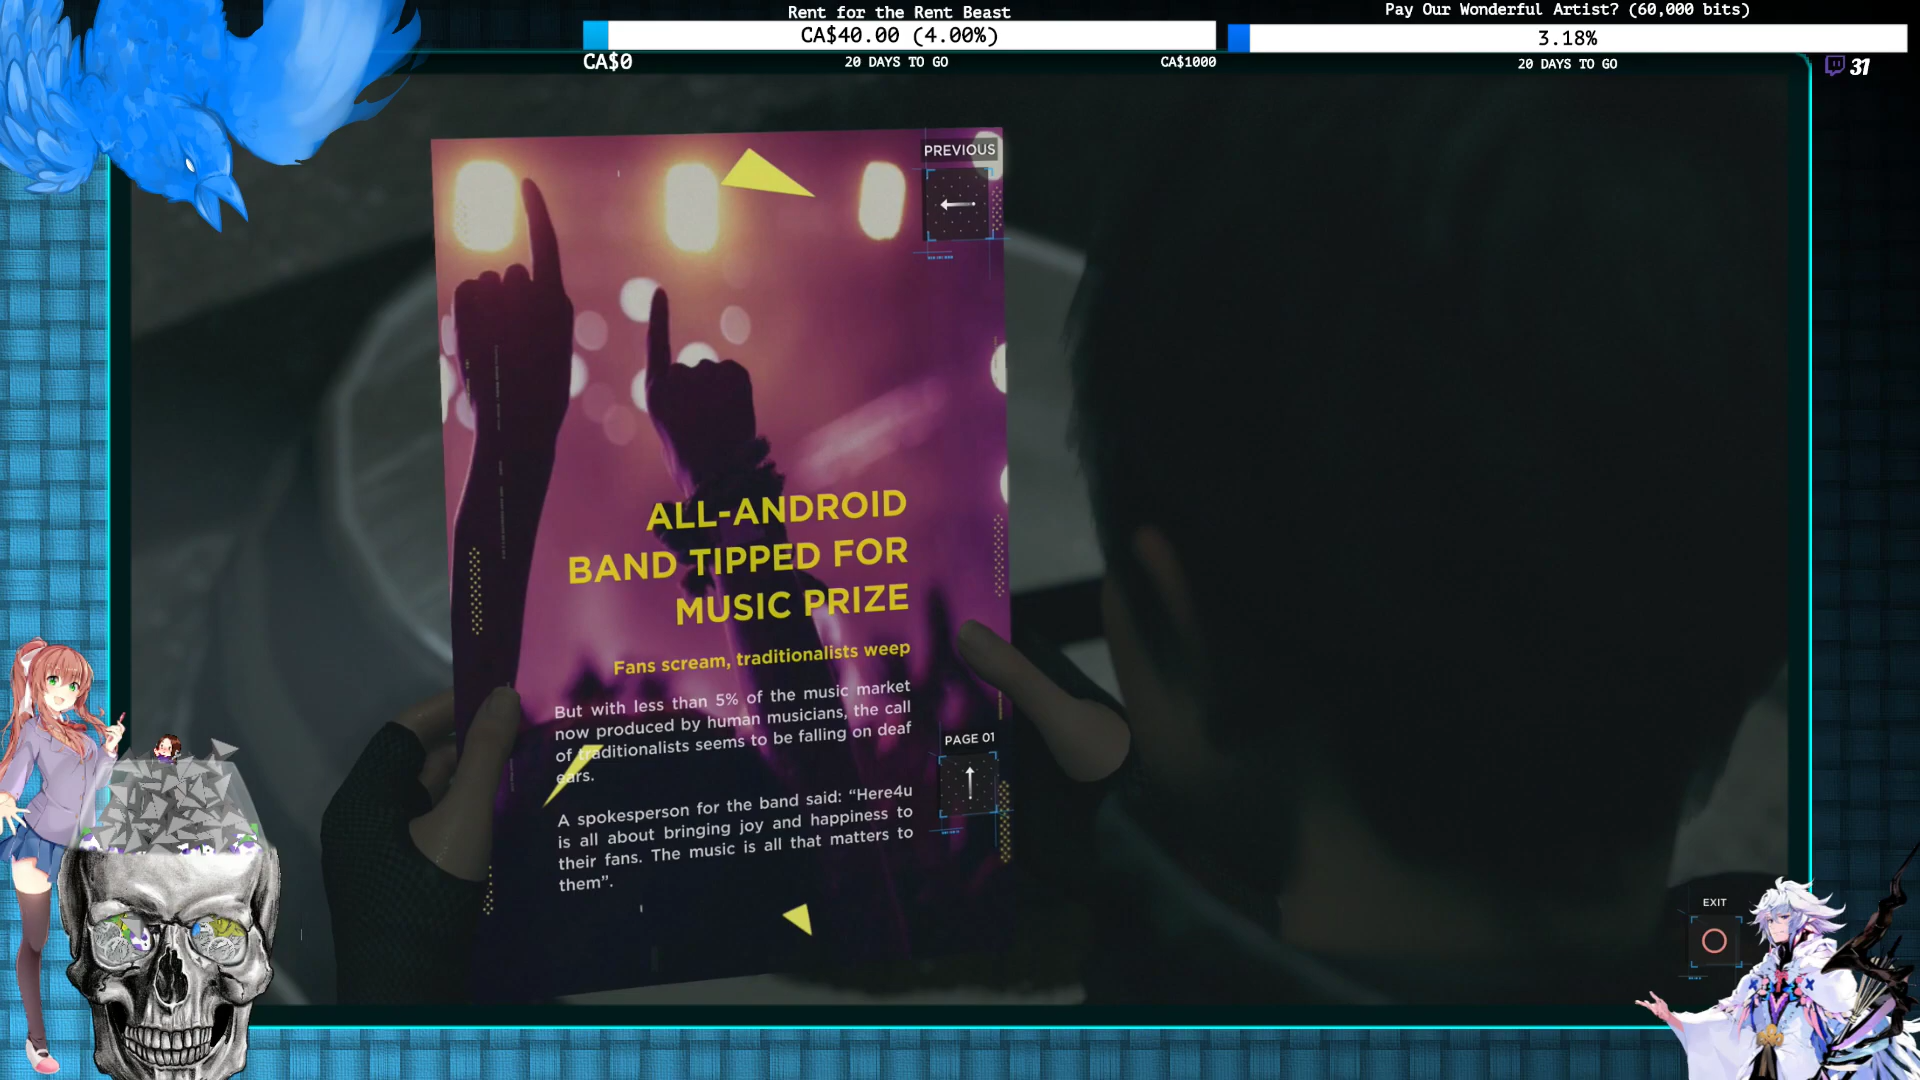 Rent for the Rent Beast
CA$40.00 (4.00%)
CA$0
20 DAYS TO GO
CA$1000
Pay Our Wonderful Artist? (60,000 bits)
3.18%
20 DAYS TO GO
31
PREVIOUS
ALL-ANDROID
BAND TIPPED FOR
MUSIC PRIZE
Fans scream, traditionalists weep
But with less than 5% of the music market
now produced by human musicians, the call
of traditionalists seems to be falling on deaf
ears.
A spokesperson for the band said: “Here4u
is all about bringing joy and happiness to
their fans. The music is all that matters to
them”.
PAGE 01
EXIT